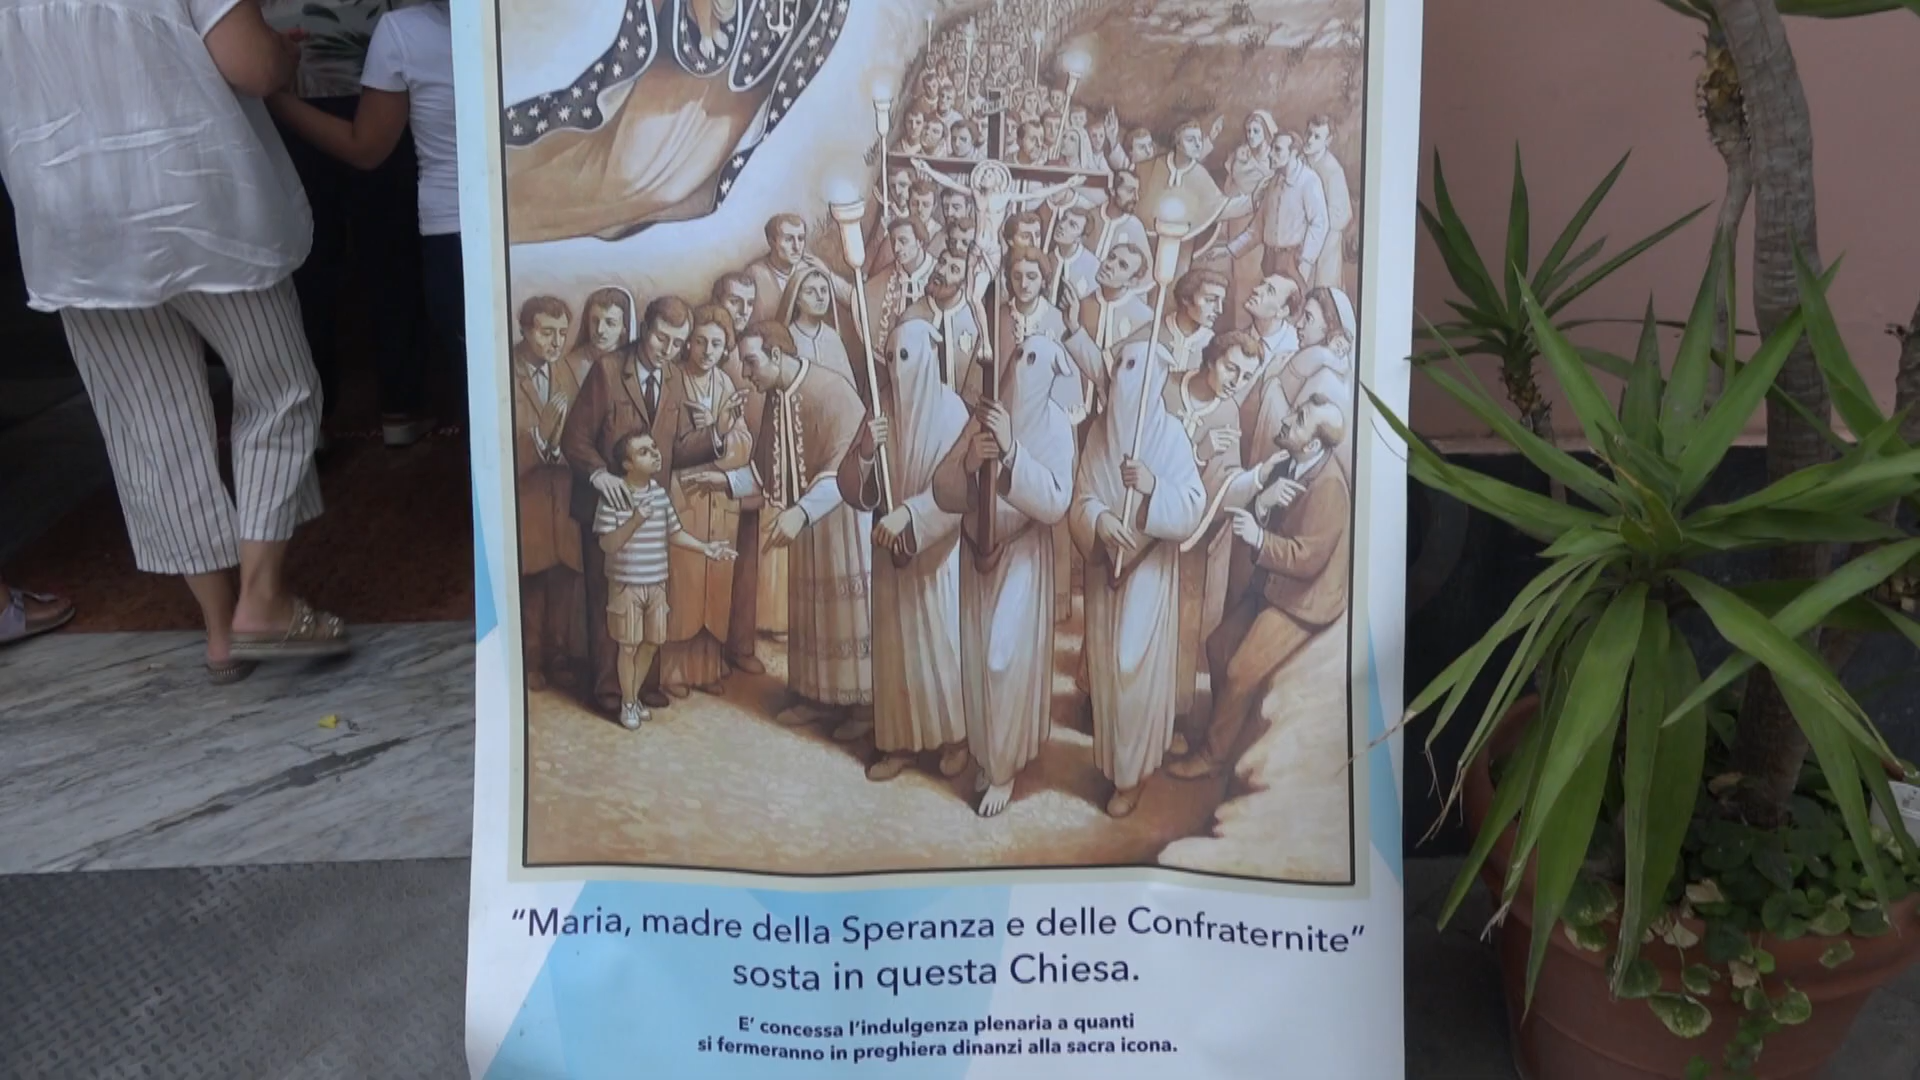 “Maria, madre della Speranza e delle Confraternite”
sosta in questa Chiesa.
E' concessa l'indulgenza plenaria a quanti
si fermeranno in preghiera dinanzi alla sacra icona.